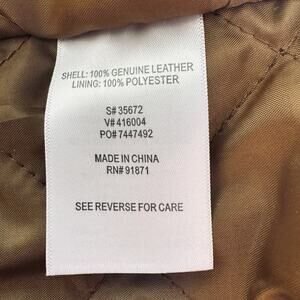 SHELL: 100% GENUINE LEATHER
LINING: 100% POLYESTER
S# 35672
V# 416004
PO# 7447492
MADE IN CHINA
RN# 91871
SEE REVERSE FOR CARE